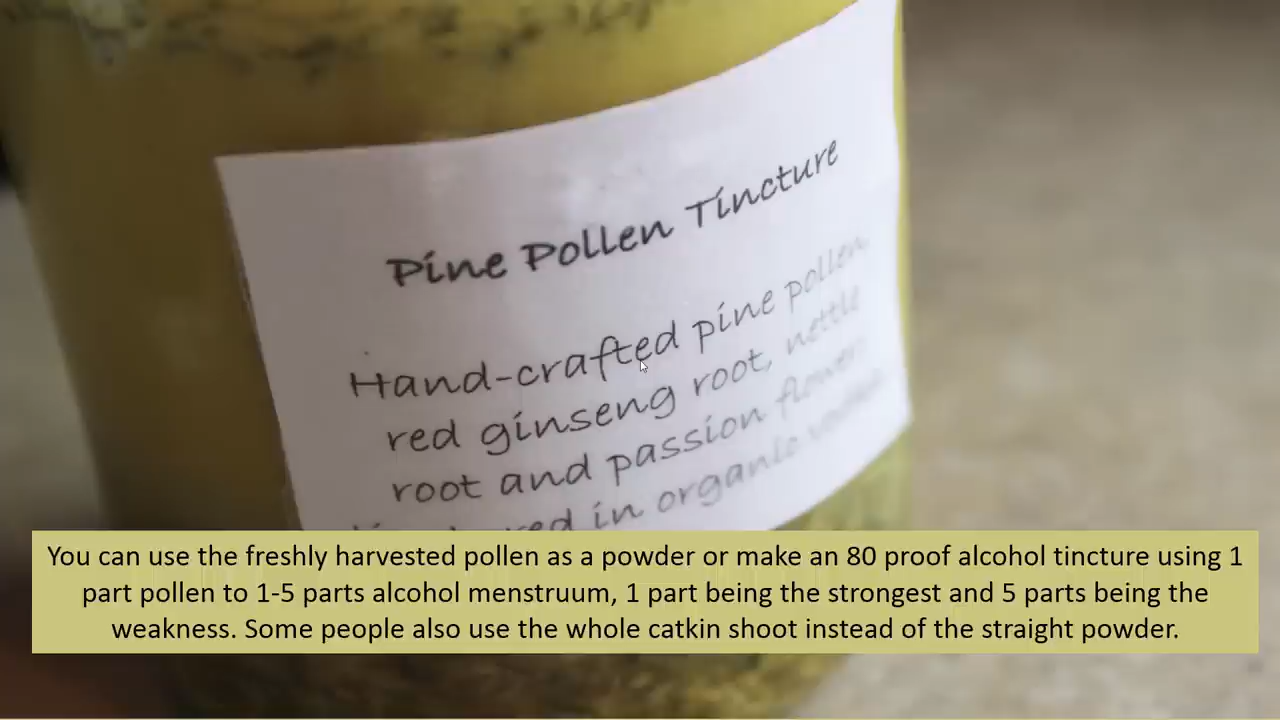 Pine Pollen Tincture
Hand-crafted pine pollen,
red ginseng root, nettle
root and passion flower
in organic vodka
You can use the freshly harvested pollen as a powder or make an 80 proof alcohol tincture using 1
part pollen to 1-5 parts alcohol menstruum, 1 part being the strongest and 5 parts being the
weakness. Some people also use the whole catkin shoot instead of the straight powder.